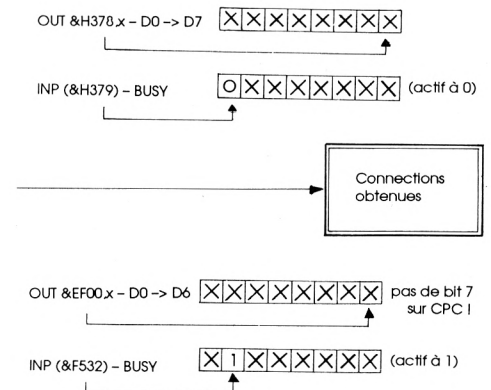 OUT &H378,x – D0 -> D7 X X X X X X X X
INP (&H379) – BUSY O X X X X X X X (actif à 0)
Connections
obtenues
OUT &EF00,x – D0 -> D6 X X X X X X X X pas de bit 7
sur CPC !
INP (&F532) – BUSY X 1 X X X X X X (actif à 1)